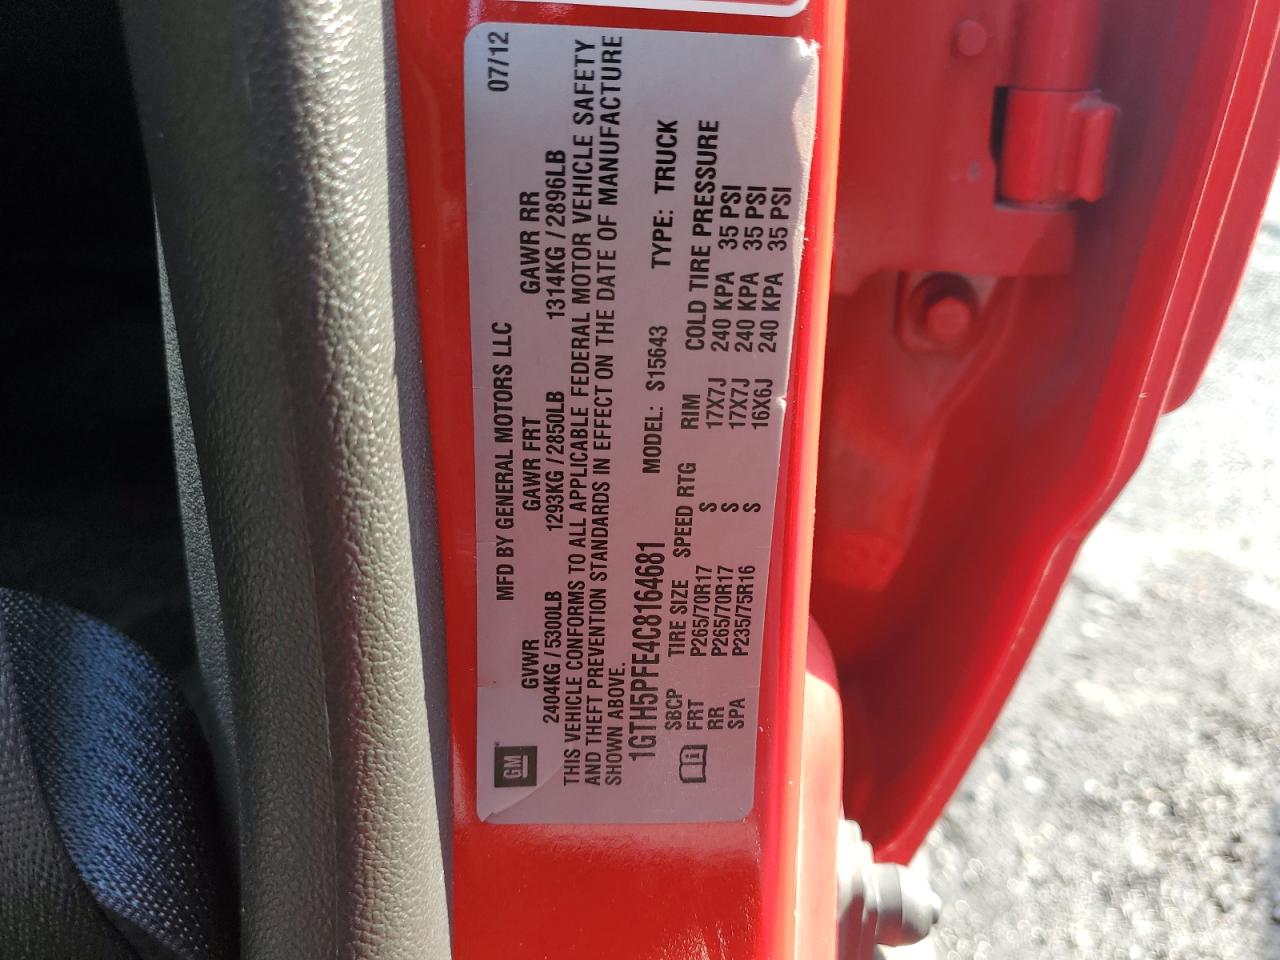 MFD BY GENERAL MOTORS LLC 07/12
GM
GVWR GAWR FRT GAWR RR
2404KG / 5300LB 1293KG / 2850LB 1314KG / 2896LB
THIS VEHICLE CONFORMS TO ALL APPLICABLE FEDERAL MOTOR VEHICLE SAFETY
AND THEFT PREVENTION STANDARDS IN EFFECT ON THE DATE OF MANUFACTURE
SHOWN ABOVE.
1GTH5PFE4C8164681 MODEL: S15643 TYPE: TRUCK
SBCP TIRE SIZE SPEED RTG RIM COLD TIRE PRESSURE
FRT P265/70R17 S 17X7J 240 KPA 35 PSI
RR P265/70R17 S 17X7J 240 KPA 35 PSI
SPA P235/75R16 S 16X6J 240 KPA 35 PSI